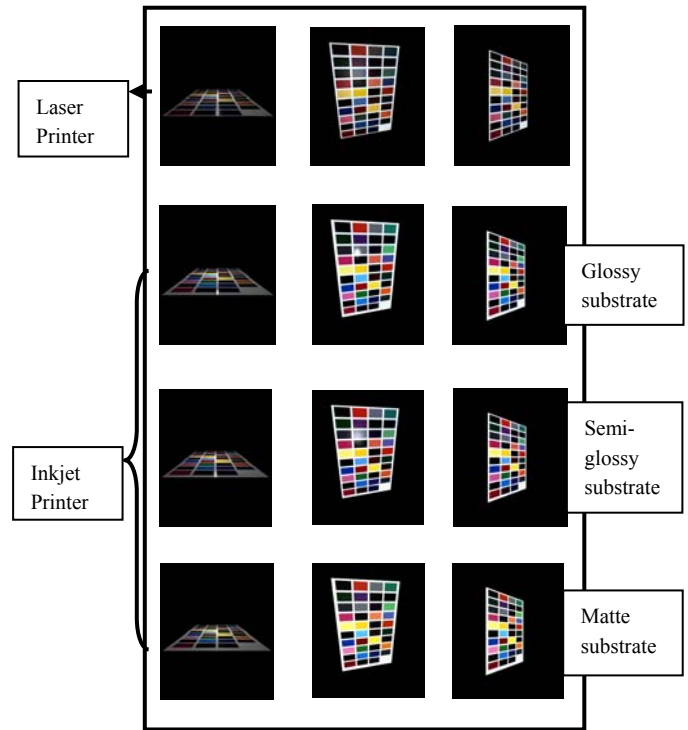 Laser
Printer
Glossy
substrate
Semi-
glossy
substrate
Inkjet
Printer
Matte
substrate